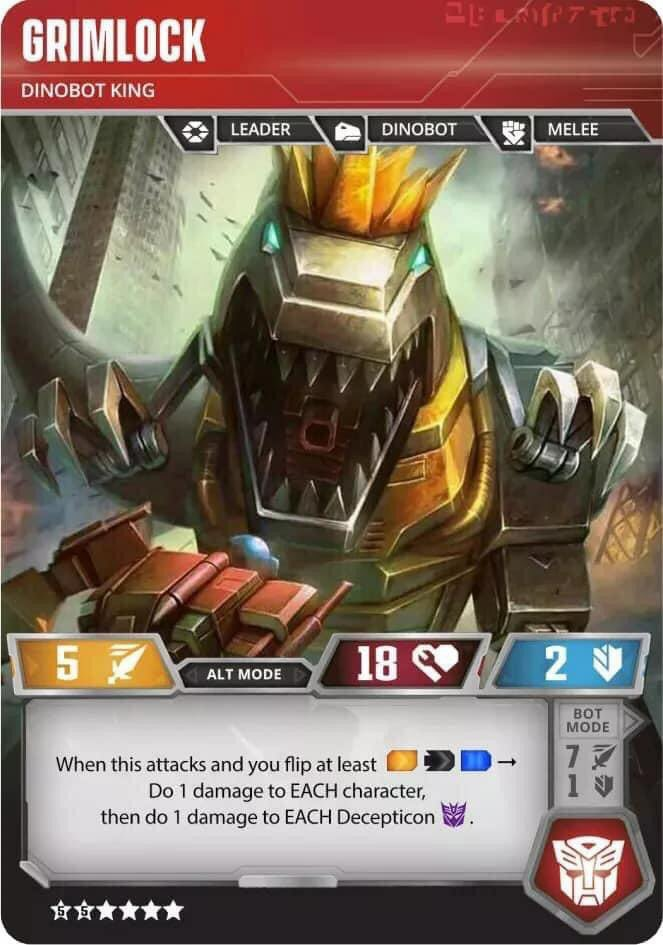 GRIMLOCK
DINOBOT KING
LEADER DINOBOT MELEE
5 ALT MODE 18 2
When this attacks and you flip at least →
Do 1 damage to EACH character,
then do 1 damage to EACH Decepticon .
BOT
MODE
7
1